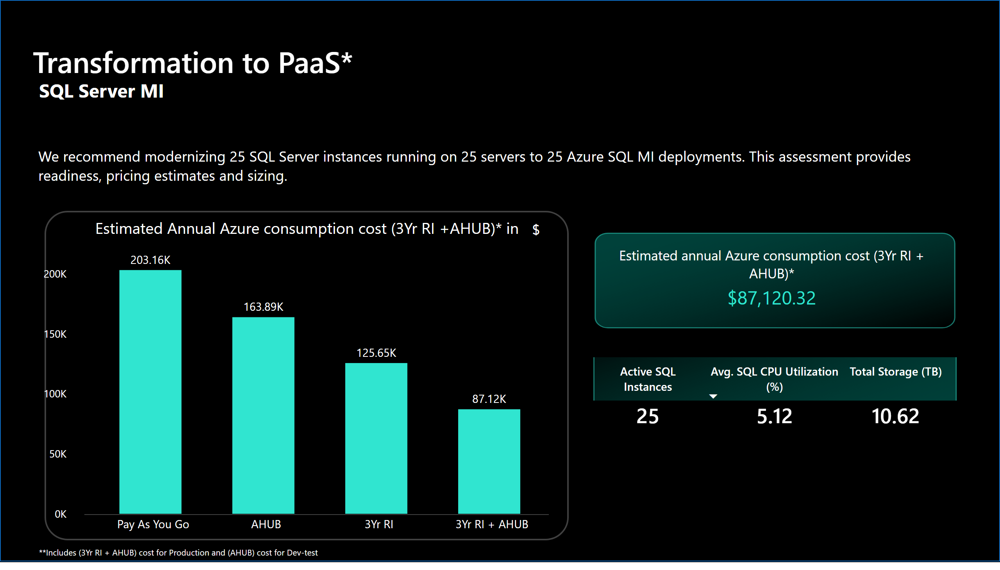 Transformation to PaaS*
SQL Server MI
We recommend modernizing 25 SQL Server instances running on 25 servers to 25 Azure SQL MI deployments. This assessment provides
readiness, pricing estimates and sizing.
Estimated Annual Azure consumption cost (3Yr RI +AHUB)* in $
203.16K
200K
163.89K
150K
125.65K
100K
87.12K
50K
0K
Pay As You Go
AHUB
3Yr RI
3Yr RI + AHUB
Estimated annual Azure consumption cost (3Yr RI +
AHUB)*
$87,120.32
Active SQL
Instances
Avg. SQL CPU Utilization
(%)
Total Storage (TB)
25
5.12
10.62
**Includes (3Yr RI + AHUB) cost for Production and (AHUB) cost for Dev-test